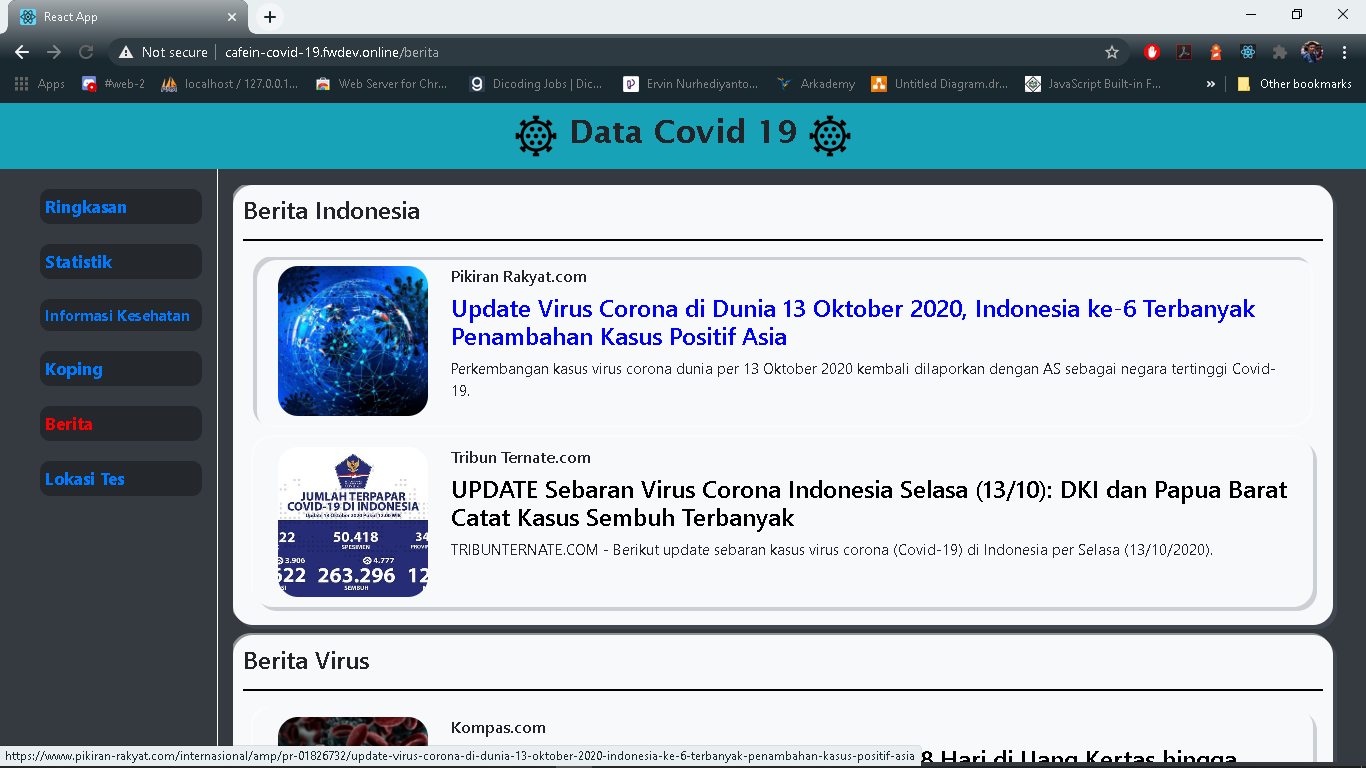 React App
Not secure
cafein-covid-19.fwdev.online/berita
Apps
#web-2
localhost / 127.0.0.1...
Web Server for Chr...
Dicoding Jobs | Dic...
Ervin Nurhediyanto...
Arkademy
Untitled Diagram.dr...
JavaScript Built-in F...
»
Other bookmarks
Data Covid 19
Ringkasan
Statistik
Informasi Kesehatan
Koping
Berita
Lokasi Tes
Berita Indonesia
Pikiran Rakyat.com
Update Virus Corona di Dunia 13 Oktober 2020, Indonesia ke-6 Terbanyak
Penambahan Kasus Positif Asia
Perkembangan kasus virus corona dunia per 13 Oktober 2020 kembali dilaporkan dengan AS sebagai negara tertinggi Covid-
19.
JUMLAH TERPAPAR
COVID-19 DI INDONESIA
Update 13 Oktober 2020 Pukul 12.00 WIB
22 50.418 34
SPESIMEN
3.906 4.777
522 263.296 12
SEMBUH
Tribun Ternate.com
UPDATE Sebaran Virus Corona Indonesia Selasa (13/10): DKI dan Papua Barat
Catat Kasus Sembuh Terbanyak
TRIBUNTERNATE.COM - Berikut update sebaran kasus virus corona (Covid-19) di Indonesia per Selasa (13/10/2020).
Berita Virus
Kompas.com
8 Hari di Uang Kertas hingga
https://www.pikiran-rakyat.com/internasional/amp/pr-01826732/update-virus-corona-di-dunia-13-oktober-2020-indonesia-ke-6-terbanyak-penambahan-kasus-positif-asia